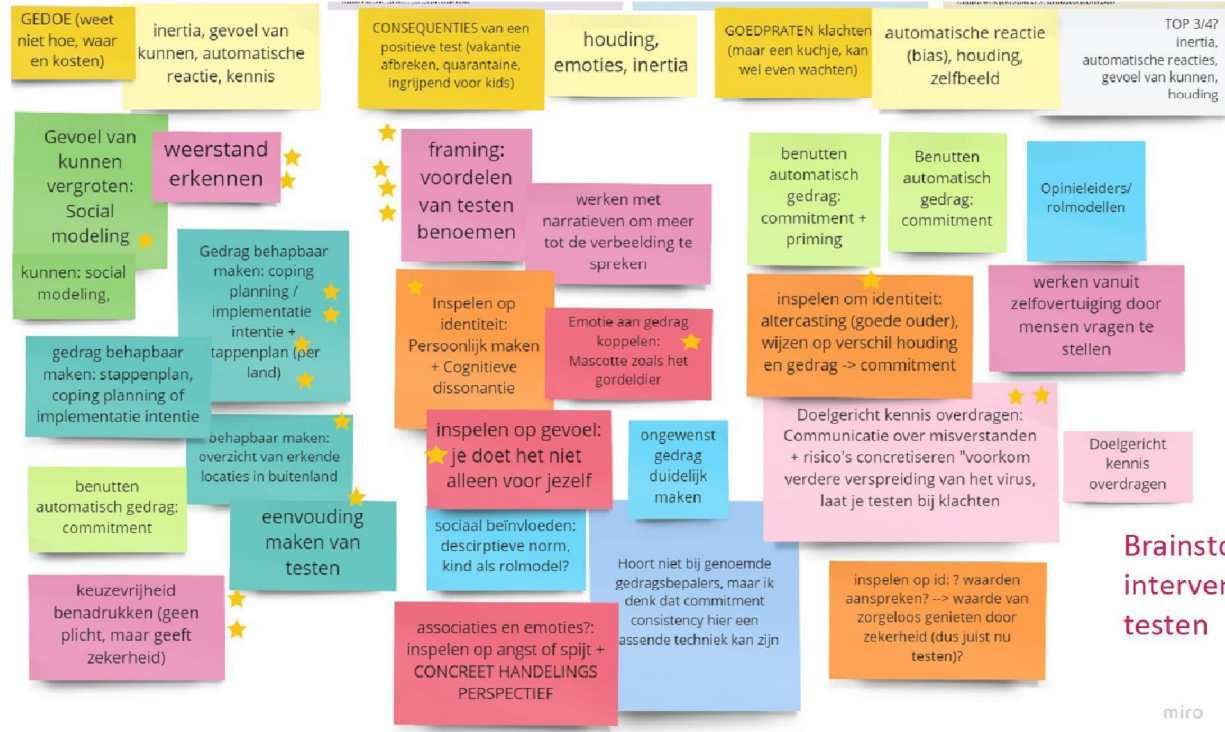 GEDOE (weet
niet hoe, waar
en kosten)
inertia, gevoel van
kunnen, automatische
reactie, kennis
CONSEQUENTIES van een
positieve test (vakantie
afbreken, quarantaine,
ingrijpend voor kids)
houding,
emoties, inertia
GOEDPRATEN klachten
(maar een kuchje, kan
wel even wachten)
automatische reactie
(bias), houding,
zelfbeeld
TOP 3/4?
inertia,
automatische reacties,
gevoel van kunnen,
houding
Gevoel van
kunnen
vergroten:
Social
modeling
weerstand
erkennen
kunnen: social
modeling,
Gedrag behapbaar
maken: coping
planning /
implementatie
intentie +
stappenplan (per
land)
gedrag behapbaar
maken: stappenplan,
coping planning of
implementatie intentie
behapbaar maken:
overzicht van erkende
locaties in buitenland
benutten
automatisch gedrag:
commitment
eenvouding
maken van
testen
keuzevrijheid
benadrukken (geen
plicht, maar geeft
zekerheid)
framing:
voordelen
van testen
benoemen
werken met
narratieven om meer
tot de verbeelding te
spreken
Inspelen op
identiteit:
Persoonlijk maken
+ Cognitieve
dissonantie
Emotie aan gedrag
koppelen:
Mascotte zoals het
gordeldier
inspelen op gevoel:
je doet het niet
alleen voor jezelf
ongewenst
gedrag
duidelijk
maken
sociaal beïnvloeden:
descirptieve norm,
kind als rolmodel?
Hoort niet bij genoemde
gedragsbepalers, maar ik
denk dat commitment
consistency hier een
assende techniek kan zijn
associaties en emoties?:
inspelen op angst of spijt +
CONCREET HANDELINGS
PERSPECTIEF
benutten
automatisch
gedrag:
commitment +
priming
Benutten
automatisch
gedrag:
commitment
Opinieleiders/
rolmodellen
inspelen om identiteit:
altercasting (goede ouder),
wijzen op verschil houding
en gedrag -> commitment
werken vanuit
zelfovertuiging door
mensen vragen te
stellen
Doelgericht kennis overdragen:
Communicatie over misverstanden
+ risico's concretiseren "voorkom
verdere verspreiding van het virus,
laat je testen bij klachten
Doelgericht
kennis
overdragen
inspelen op id: ? waarden
aanspreken? --> waarde van
zorgeloos genieten door
zekerheid (dus juist nu
testen)?
Brainsto
interven
testen
miro